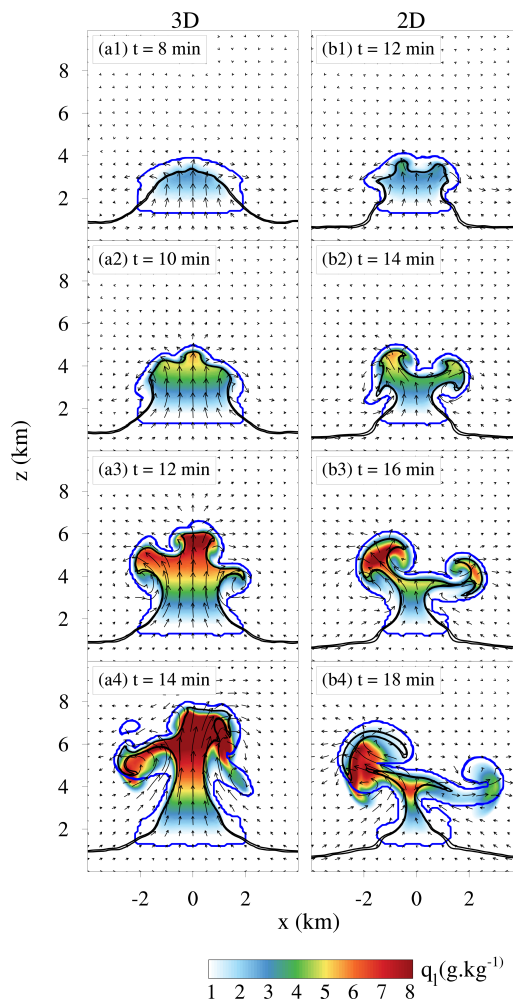 3D 2D
(a1) t = 8 min (b1) t = 12 min
8
6
4
2
(a2) t = 10 min (b2) t = 14 min
8
6
4
2
z (km)
(a3) t = 12 min (b3) t = 16 min
8
6
4
2
(a4) t = 14 min (b4) t = 18 min
8
6
4
2
-2 0 2 -2 0 2
x (km)
1 2 3 4 5 6 7 8 q_l(g.kg⁻¹)